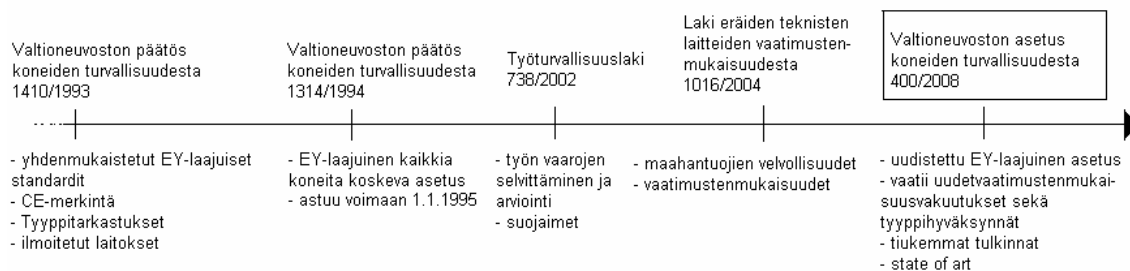 Valtioneuvoston päätös
koneiden turvallisuudesta
1410/1993
Valtioneuvoston päätös
koneiden turvallisuudesta
1314/1994
Työturvallisuuslaki
738/2002
Laki eräiden teknisten
laitteiden vaatimusten-
mukaisuudesta
1016/2004
Valtioneuvoston asetus
koneiden turvallisuudesta
400/2008
- yhdenmukaistetut EY-laajuiset
standardit
- CE-merkintä
- Tyyppitarkastukset
- ilmoitetut laitokset
- EY-laajuinen kaikkia
koneita koskeva asetus
- astuu voimaan 1.1.1995
- työn vaarojen
selvittäminen ja
arviointi
- suojaimet
- maahantuojien velvollisuudet
- vaatimustenmukaisuudet
- uudistettu EY-laajuinen asetus
- vaatii uudetvaatimustenmukai-
suusvakuutukset sekä
tyyppihyväksynnät
- tiukemmat tulkinnat
- state of art